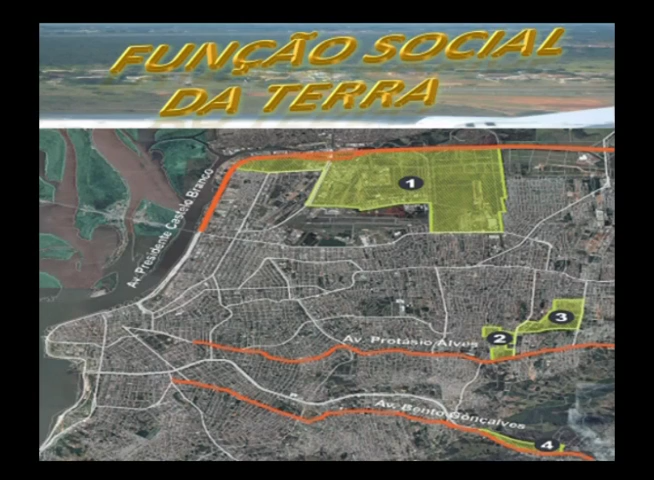 FUNÇÃO SOCIAL
DA TERRA
1
Av. Presidente Castelo Branco
3
2
Av. Protásio Alves
Av. Bento Gonçalves
4